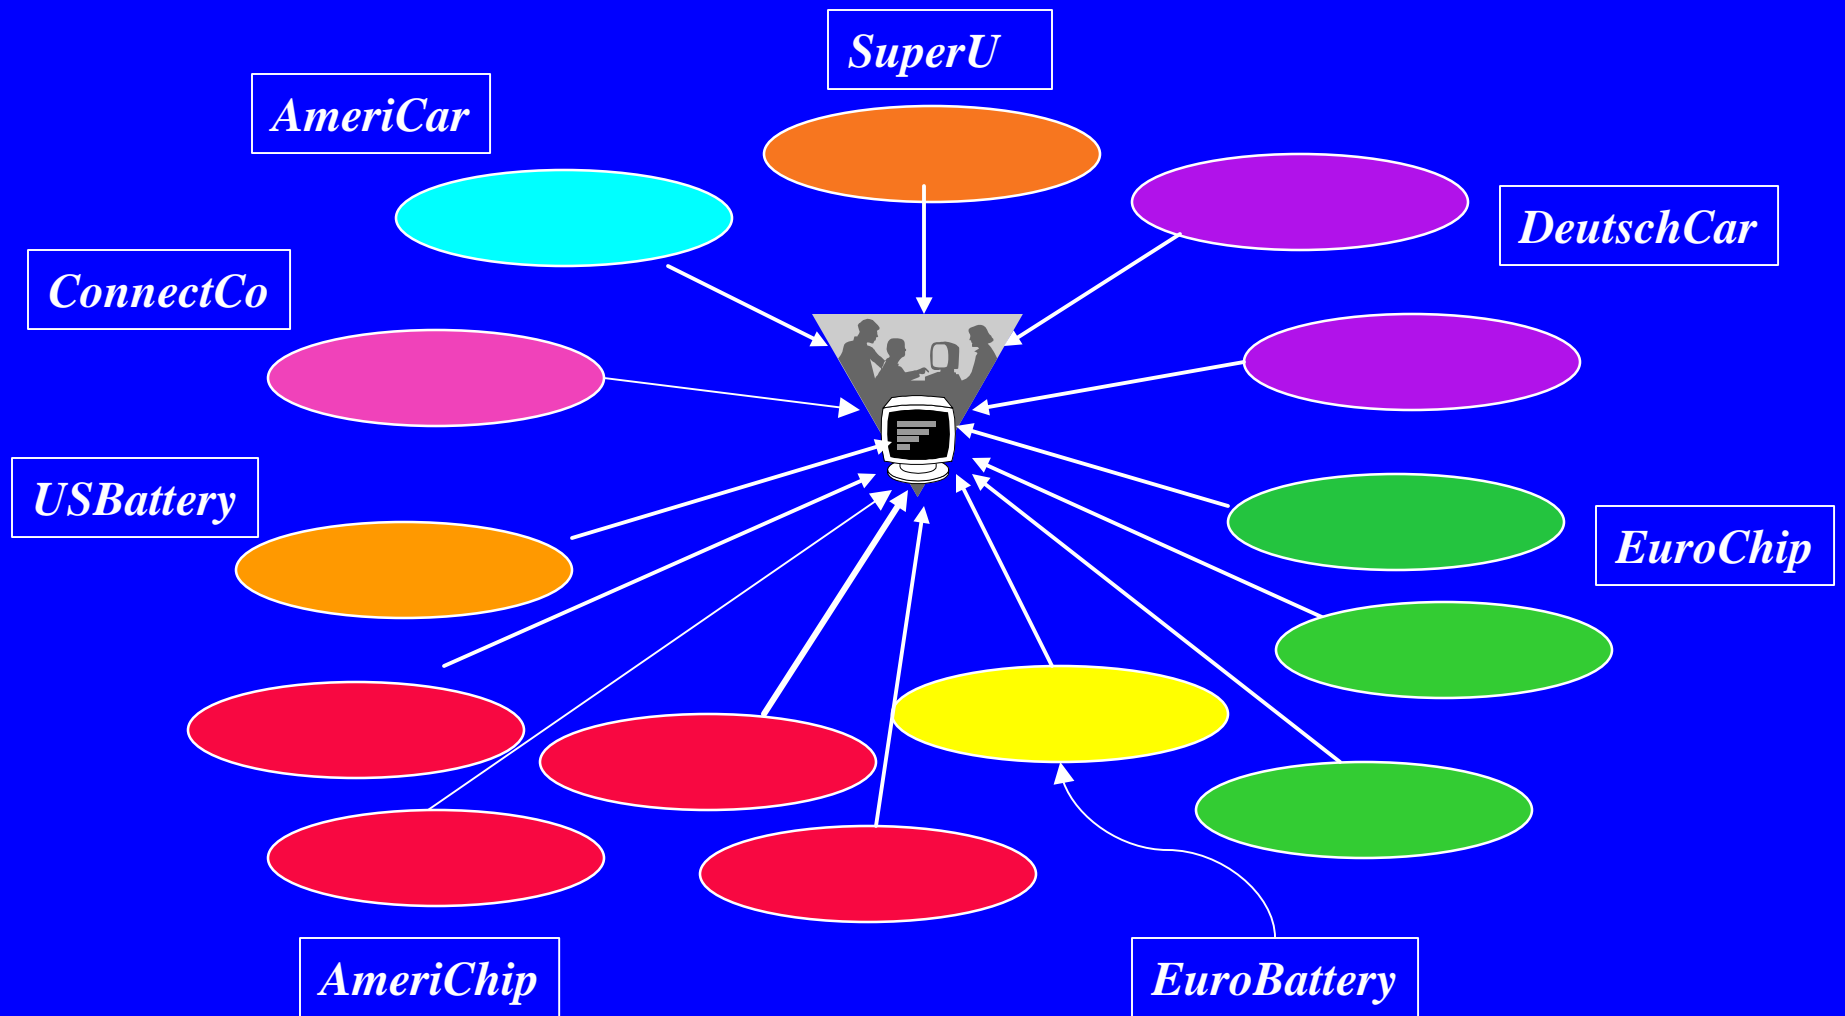 SuperU
AmeriCar
DeutschCar
ConnectCo
USBattery
EuroChip
AmeriChip
EuroBattery